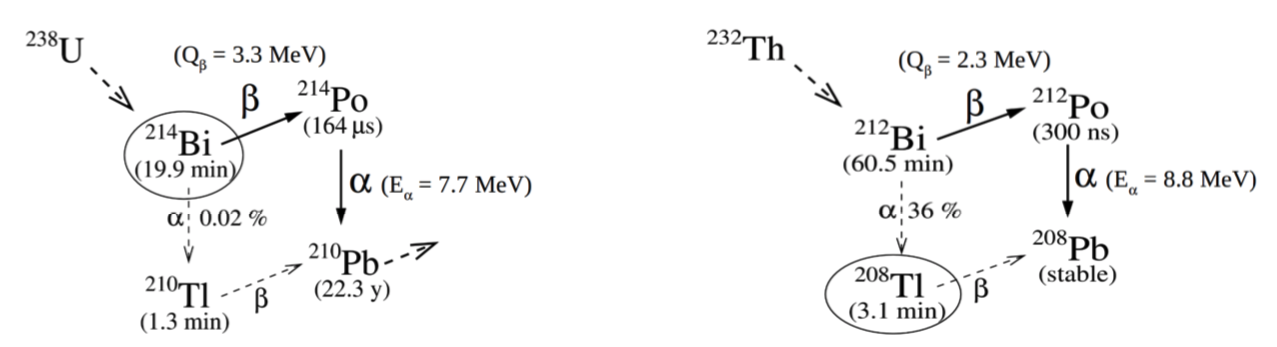 ²³⁸U
(Qᵦ = 3.3 MeV)
β
²¹⁴Po
(164 μs)
²¹⁴Bi
(19.9 min)
α (Eα = 7.7 MeV)
α 0.02 %
²¹⁰Pb
(22.3 y)
²¹⁰Tl
(1.3 min)
β
²³²Th
(Qᵦ = 2.3 MeV)
β
²¹²Po
(300 ns)
²¹²Bi
(60.5 min)
α (Eα = 8.8 MeV)
α 36 %
²⁰⁸Pb
(stable)
²⁰⁸Tl
(3.1 min)
β